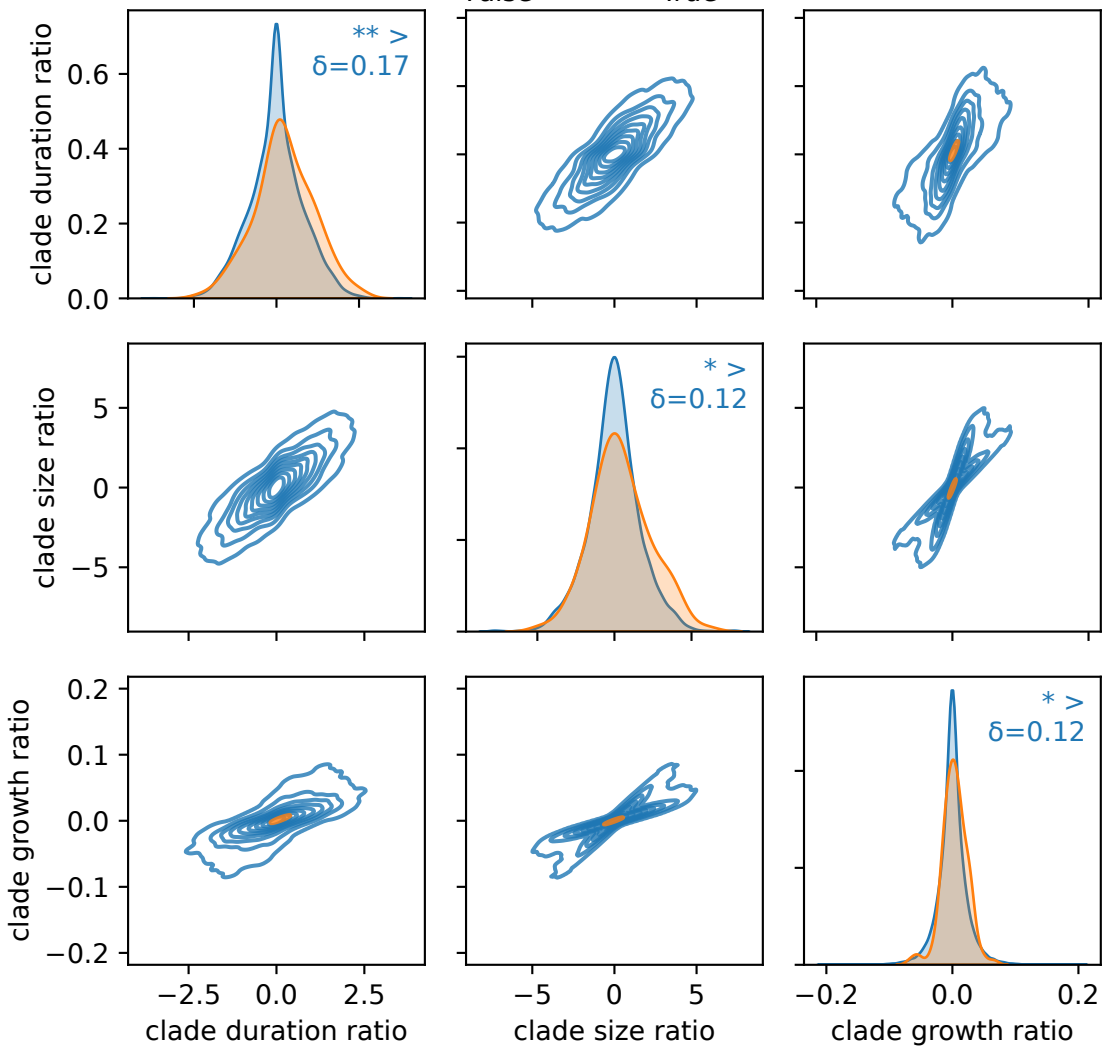 clade duration ratio
0.6
0.4
0.2
0.0
** >
δ=0.17
clade size ratio
5
0
−5
* >
δ=0.12
clade growth ratio
0.2
0.1
0.0
−0.1
−0.2
* >
δ=0.12
−2.5 0.0 2.5
−5 0 5
−0.2 0.0 0.2
clade duration ratio
clade size ratio
clade growth ratio